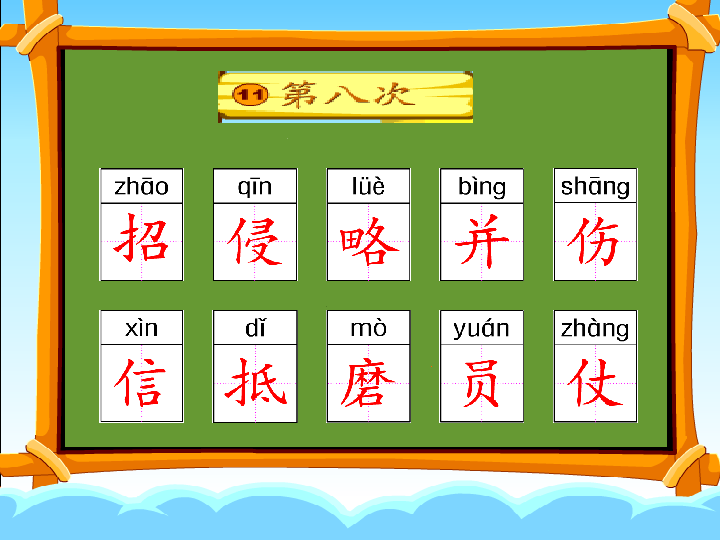 11 第八次
zhāo qīn lüè bìng shāng
招 侵 略 并 伤
xìn dǐ mò yuán zhàng
信 抵 磨 员 仗